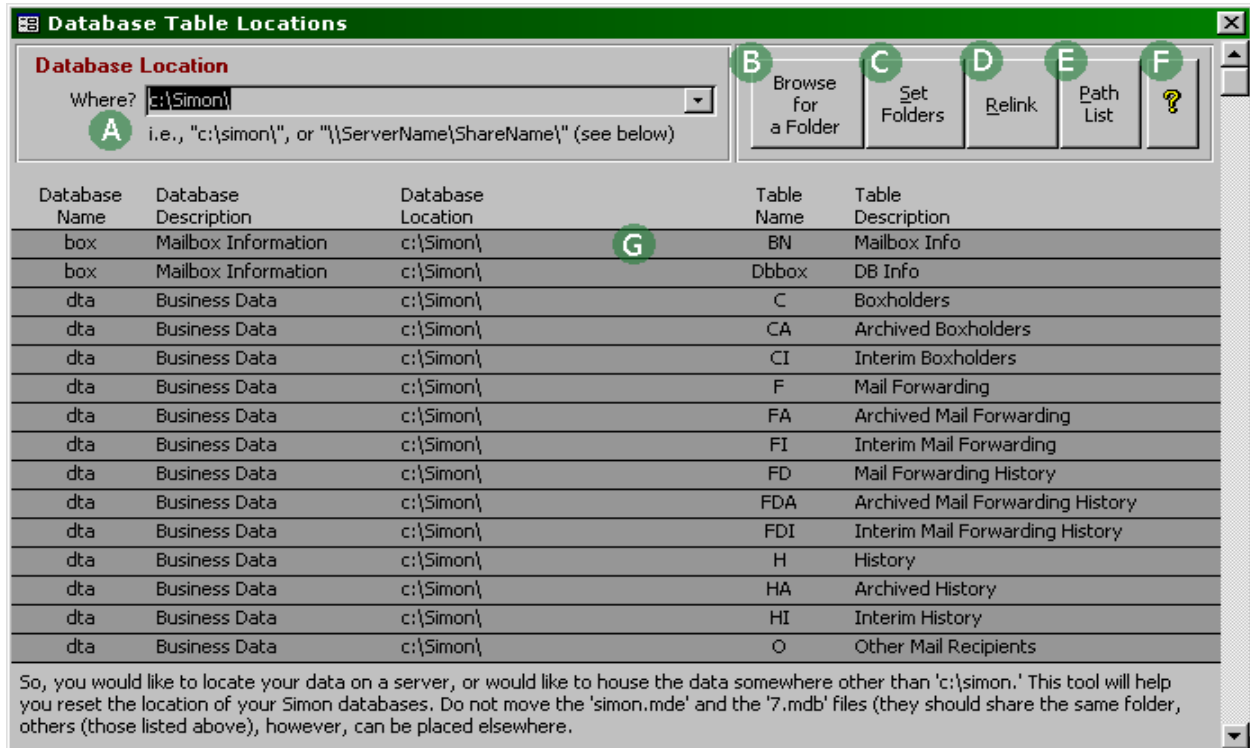 Database Table Locations
Database Location
Where? c:\Simon\
A
i.e., "c:\simon\", or "\\ServerName\ShareName\" (see below)
B
Browse for a Folder
C
Set Folders
D
Relink
E
Path List
F
?
Database Name Database Description Database Location Table Name Table Description
box Mailbox Information c:\Simon\ G BN Mailbox Info
box Mailbox Information c:\Simon\ Dbbox DB Info
dta Business Data c:\Simon\ C Boxholders
dta Business Data c:\Simon\ CA Archived Boxholders
dta Business Data c:\Simon\ CI Interim Boxholders
dta Business Data c:\Simon\ F Mail Forwarding
dta Business Data c:\Simon\ FA Archived Mail Forwarding
dta Business Data c:\Simon\ FI Interim Mail Forwarding
dta Business Data c:\Simon\ FD Mail Forwarding History
dta Business Data c:\Simon\ FDA Archived Mail Forwarding History
dta Business Data c:\Simon\ FDI Interim Mail Forwarding History
dta Business Data c:\Simon\ H History
dta Business Data c:\Simon\ HA Archived History
dta Business Data c:\Simon\ HI Interim History
dta Business Data c:\Simon\ O Other Mail Recipients
So, you would like to locate your data on a server, or would like to house the data somewhere other than 'c:\simon.' This tool will help
you reset the location of your Simon databases. Do not move the 'simon.mde' and the '7.mdb' files (they should share the same folder,
others (those listed above), however, can be placed elsewhere.